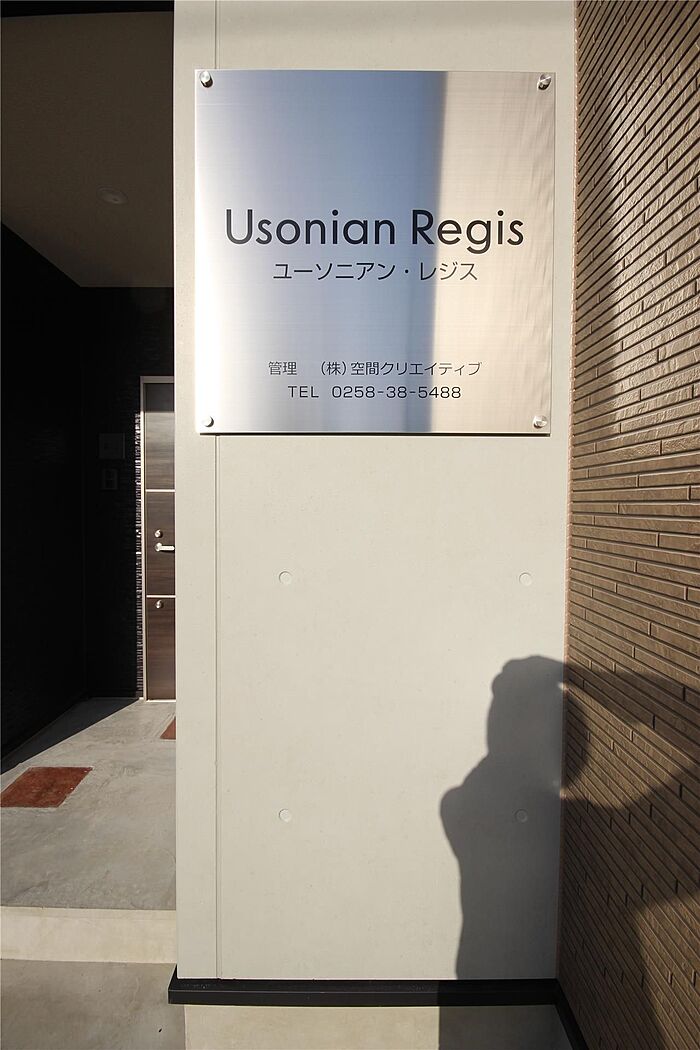 Usonian Regis
ユーソニアン・レジス
管理　（株）空間クリエイティブ
TEL 0258-38-5488